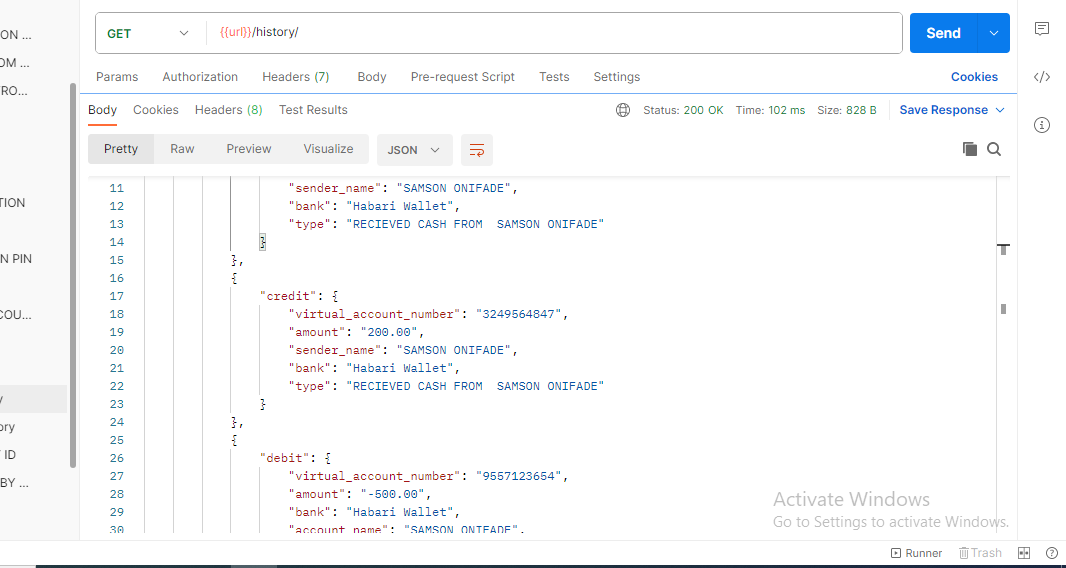 GET
{{url}}/history/
Send
ON ...
OM ...
RO...
TION
N PIN
COU...
ory
ID
BY ...
Params Authorization Headers (7) Body Pre-request Script Tests Settings Cookies
Body Cookies Headers (8) Test Results Status: 200 OK Time: 102 ms Size: 828 B Save Response
Pretty Raw Preview Visualize JSON
11 "sender_name": "SAMSON ONIFADE",
12 "bank": "Habari Wallet",
13 "type": "RECIEVED CASH FROM  SAMSON ONIFADE"
14 }
15 },
16 {
17 "credit": {
18 "virtual_account_number": "3249564847",
19 "amount": "200.00",
20 "sender_name": "SAMSON ONIFADE",
21 "bank": "Habari Wallet",
22 "type": "RECIEVED CASH FROM  SAMSON ONIFADE"
23 }
24 },
25 {
26 "debit": {
27 "virtual_account_number": "9557123654",
28 "amount": "-500.00",
29 "bank": "Habari Wallet",
30 "account_name": "SAMSON ONIFADE",
Activate Windows
Go to Settings to activate Windows.
Runner Trash